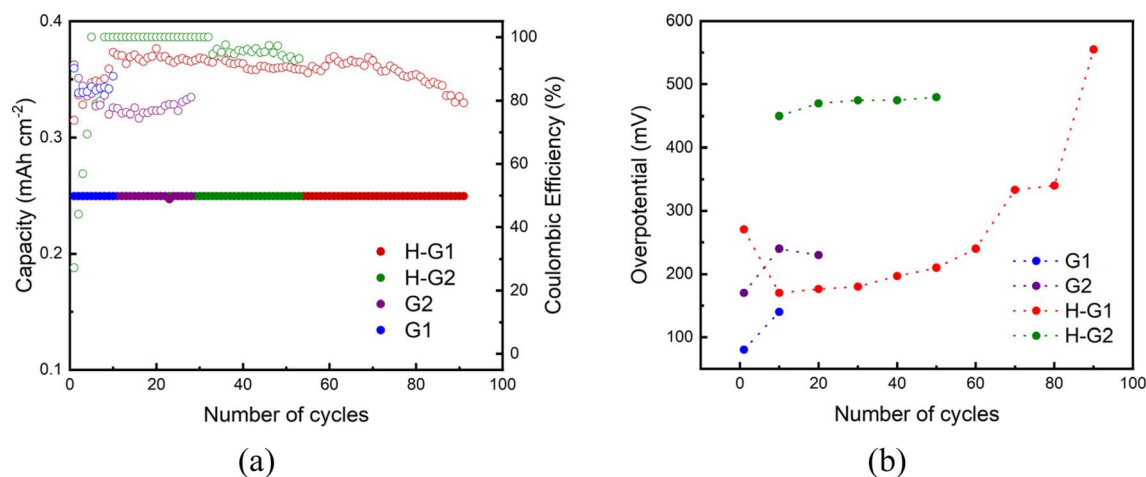 0.4
0.3
0.2
0.1
Capacity (mAh cm⁻²)
0 20 40 60 80 100
Number of cycles
100
80
60
40
20
0
Coulombic Efficiency (%)
H-G1
H-G2
G2
G1
(a)
600
500
400
300
200
100
Overpotential (mV)
0 20 40 60 80 100
Number of cycles
G1
G2
H-G1
H-G2
(b)